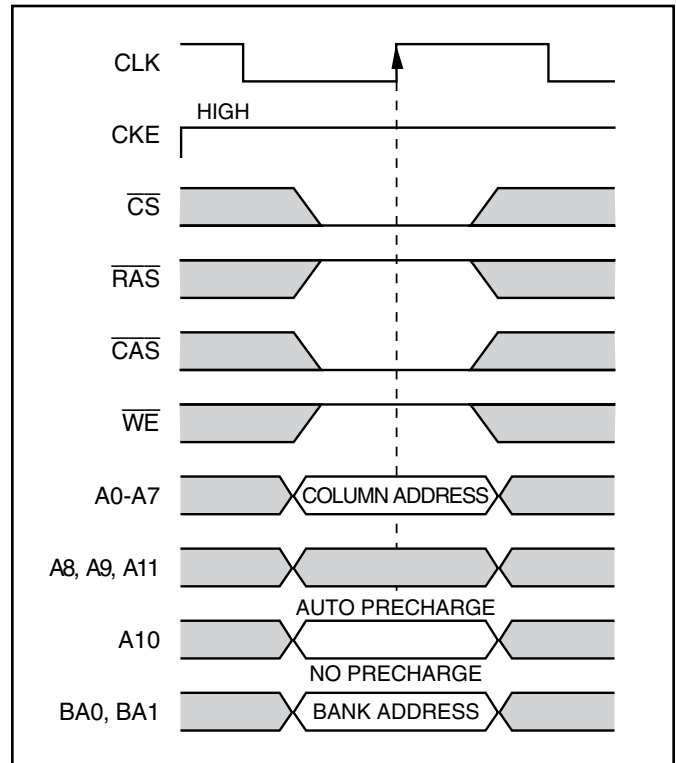 CLK
HIGH
CKE
CS
RAS
CAS
WE
A0-A7 COLUMN ADDRESS
A8, A9, A11
AUTO PRECHARGE
A10
NO PRECHARGE
BA0, BA1 BANK ADDRESS